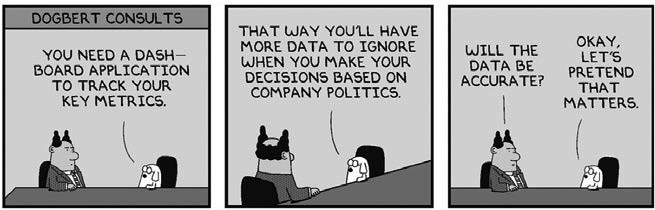 DOGBERT CONSULTS
YOU NEED A DASH—
BOARD APPLICATION
TO TRACK YOUR
KEY METRICS.
THAT WAY YOU'LL HAVE
MORE DATA TO IGNORE
WHEN YOU MAKE YOUR
DECISIONS BASED ON
COMPANY POLITICS.
WILL THE
DATA BE
ACCURATE?
OKAY,
LET'S
PRETEND
THAT
MATTERS.